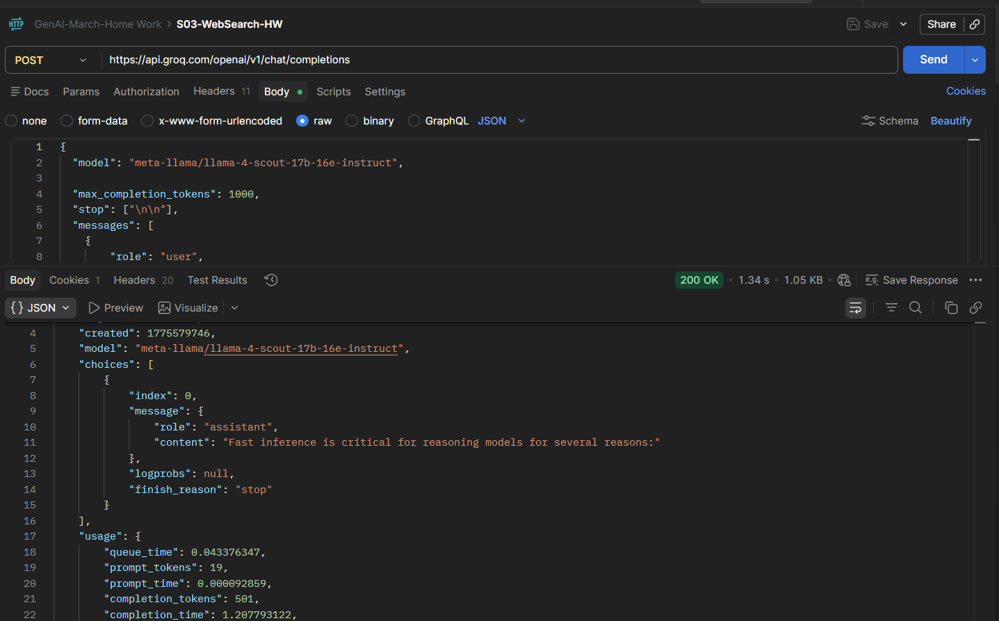 HTTP GenAI-March-Home Work > S03-WebSearch-HW Save Share
POST https://api.groq.com/openai/v1/chat/completions Send
Docs Params Authorization Headers 11 Body Scripts Settings Cookies
none form-data x-www-form-urlencoded raw binary GraphQL JSON Schema Beautify
1 {
2 "model": "meta-llama/llama-4-scout-17b-16e-instruct",
3
4 "max_completion_tokens": 1000,
5 "stop": ["\n\n"],
6 "messages": [
7 {
8 "role": "user",
Body Cookies 1 Headers 20 Test Results 200 OK • 1.34 s • 1.05 KB • e.g. Save Response
{} JSON Preview Visualize
4 "created": 1775579746,
5 "model": "meta-llama/llama-4-scout-17b-16e-instruct",
6 "choices": [
7 {
8 "index": 0,
9 "message": {
10 "role": "assistant",
11 "content": "Fast inference is critical for reasoning models for several reasons:"
12 },
13 "logprobs": null,
14 "finish_reason": "stop"
15 }
16 ],
17 "usage": {
18 "queue_time": 0.043376347,
19 "prompt_tokens": 19,
20 "prompt_time": 0.000092859,
21 "completion_tokens": 501,
22 "completion_time": 1.207793122,